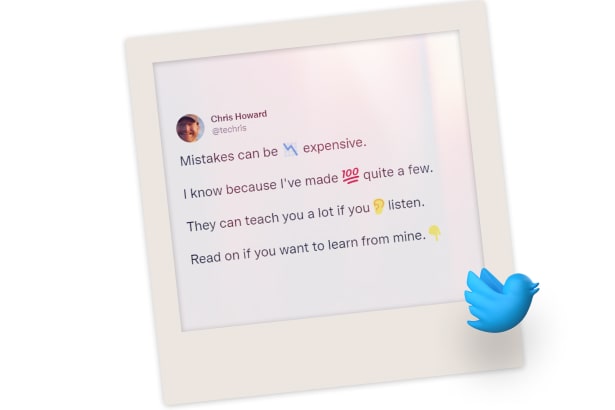 Chris Howard
@techris
Mistakes can be 📉 expensive.
I know because I've made 💯 quite a few.
They can teach you a lot if you 👂 listen.
Read on if you want to learn from mine. 👇